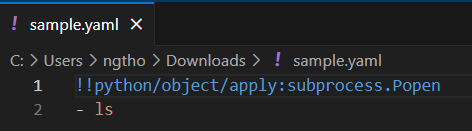 ! sample.yaml ×
C: > Users > ngtho > Downloads > ! sample.yaml
1 !!python/object/apply:subprocess.Popen
2 - ls